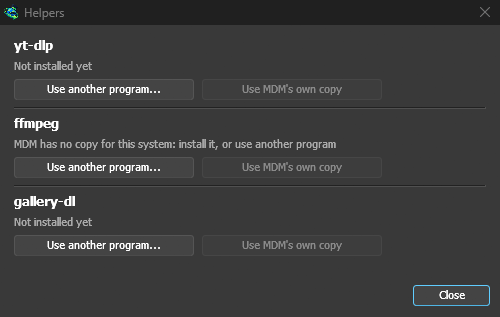 Helpers
yt-dlp
Not installed yet
Use another program...
Use MDM's own copy
ffmpeg
MDM has no copy for this system: install it, or use another program
Use another program...
Use MDM's own copy
gallery-dl
Not installed yet
Use another program...
Use MDM's own copy
Close